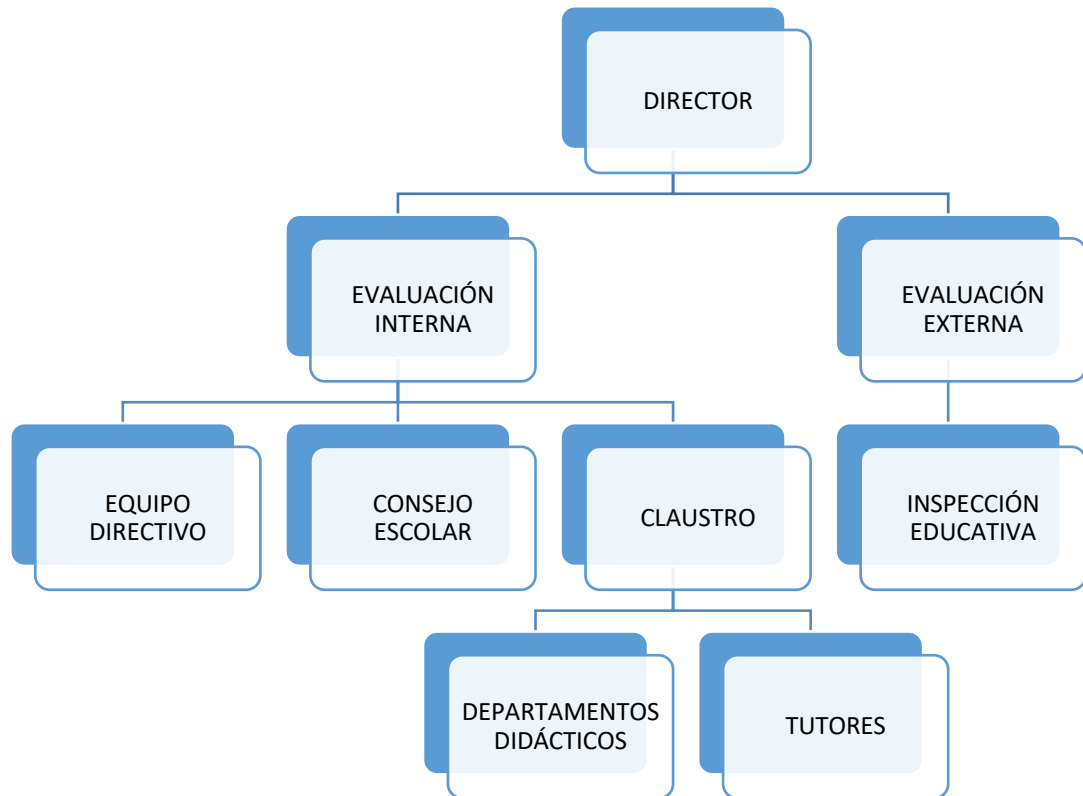 DIRECTOR
EVALUACIÓN
INTERNA
EVALUACIÓN
EXTERNA
EQUIPO
DIRECTIVO
CONSEJO
ESCOLAR
CLAUSTRO
INSPECCIÓN
EDUCATIVA
DEPARTAMENTOS
DIDÁCTICOS
TUTORES